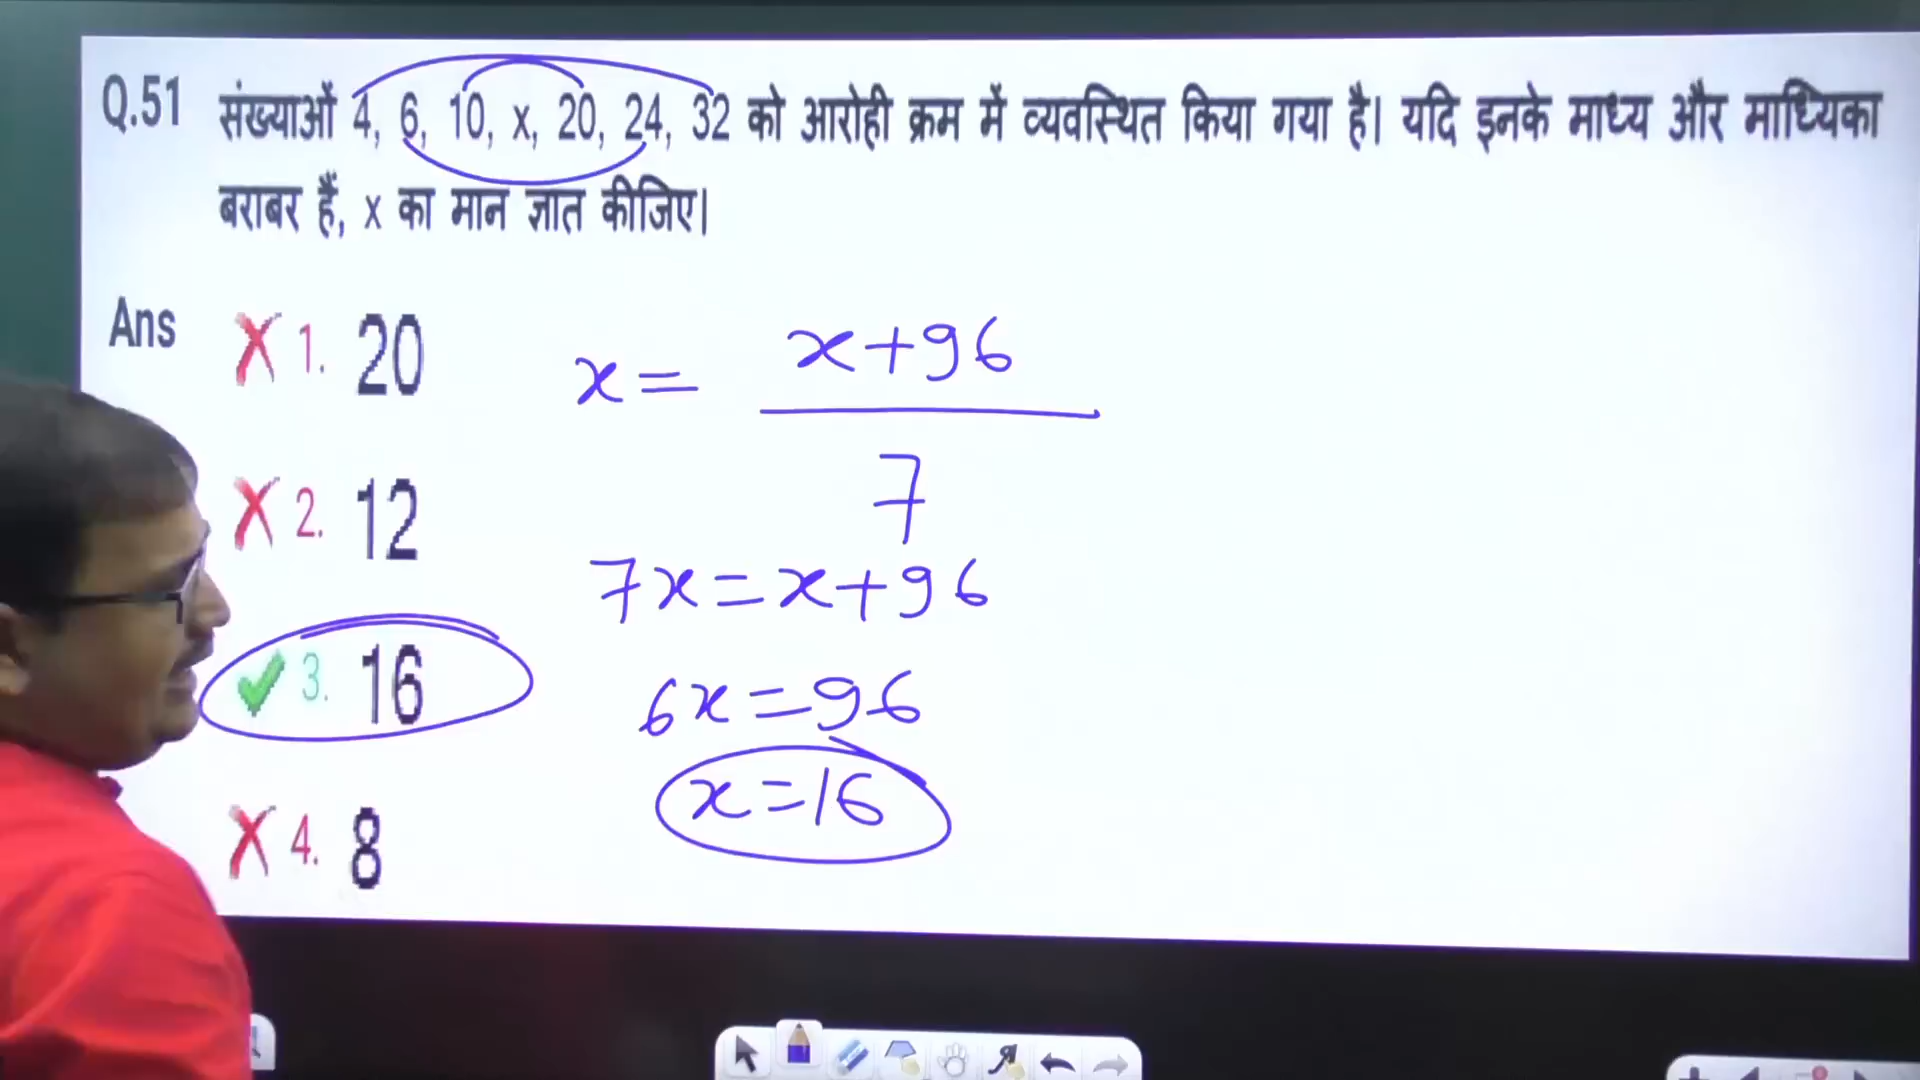 Q.51 संख्याओं 4, 6, 10, x, 20, 24, 32 को आरोही क्रम में व्यवस्थित किया गया है। यदि इनके माध्य और माध्यिका
बराबर हैं, x का मान ज्ञात कीजिए।
Ans
1. 20
2. 12
3. 16
4. 8
x = x+96
7
7x = x+96
6x = 96
x = 16